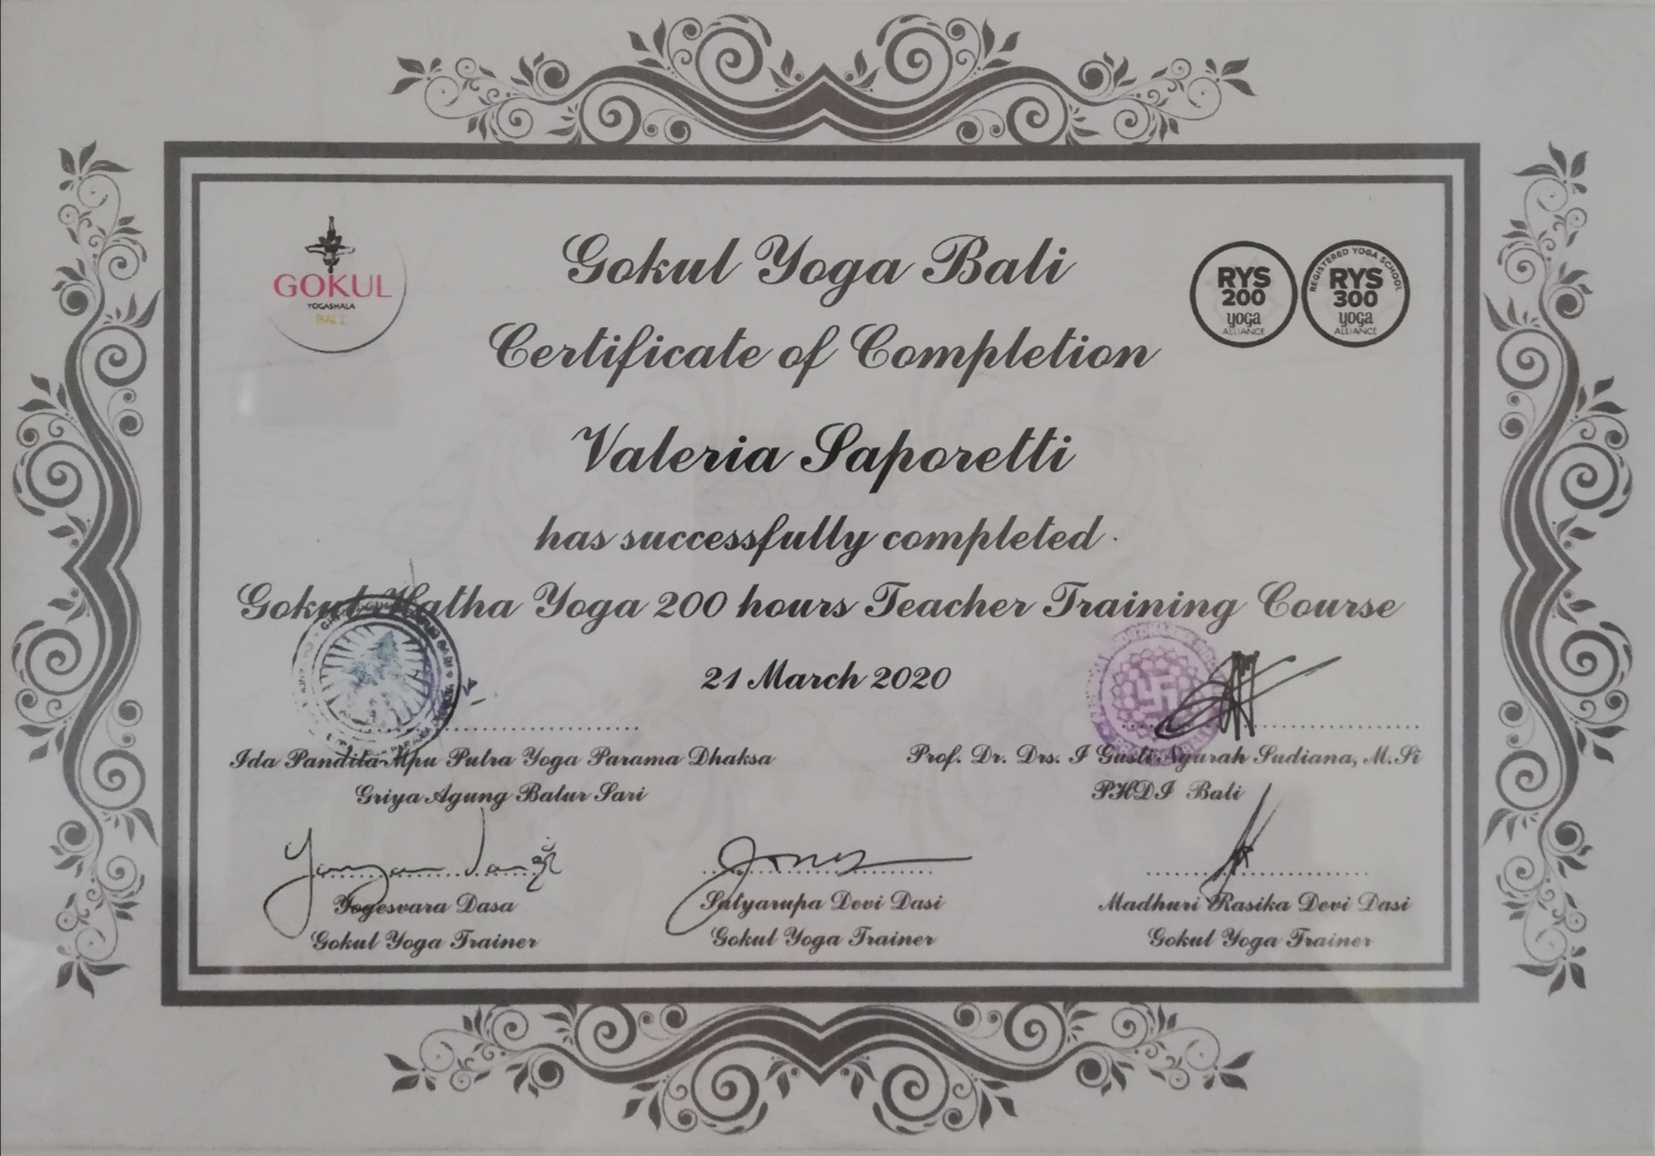 GOKUL
YOGASHALA
BALI
Gokul Yoga Bali
RYS
200
yoga
ALLIANCE
REGISTERED YOGA SCHOOL
RYS
300
yoga
ALLIANCE
Certificate of Completion
Valeria Saporetti
has successfully completed
Gokul Hatha Yoga 200 hours Teacher Training Course
21 March 2020
Ida Pandita Mpu Putra Yoga Parama Dhaksa
Griya Agung Batur Sari
Prof. Dr. Drs. I Gusti Ngurah Sudiana, M.Si
PHDI Bali
Yogesvara Dasa
Gokul Yoga Trainer
Satyarupa Devi Dasi
Gokul Yoga Trainer
Madhuri Rasika Devi Dasi
Gokul Yoga Trainer